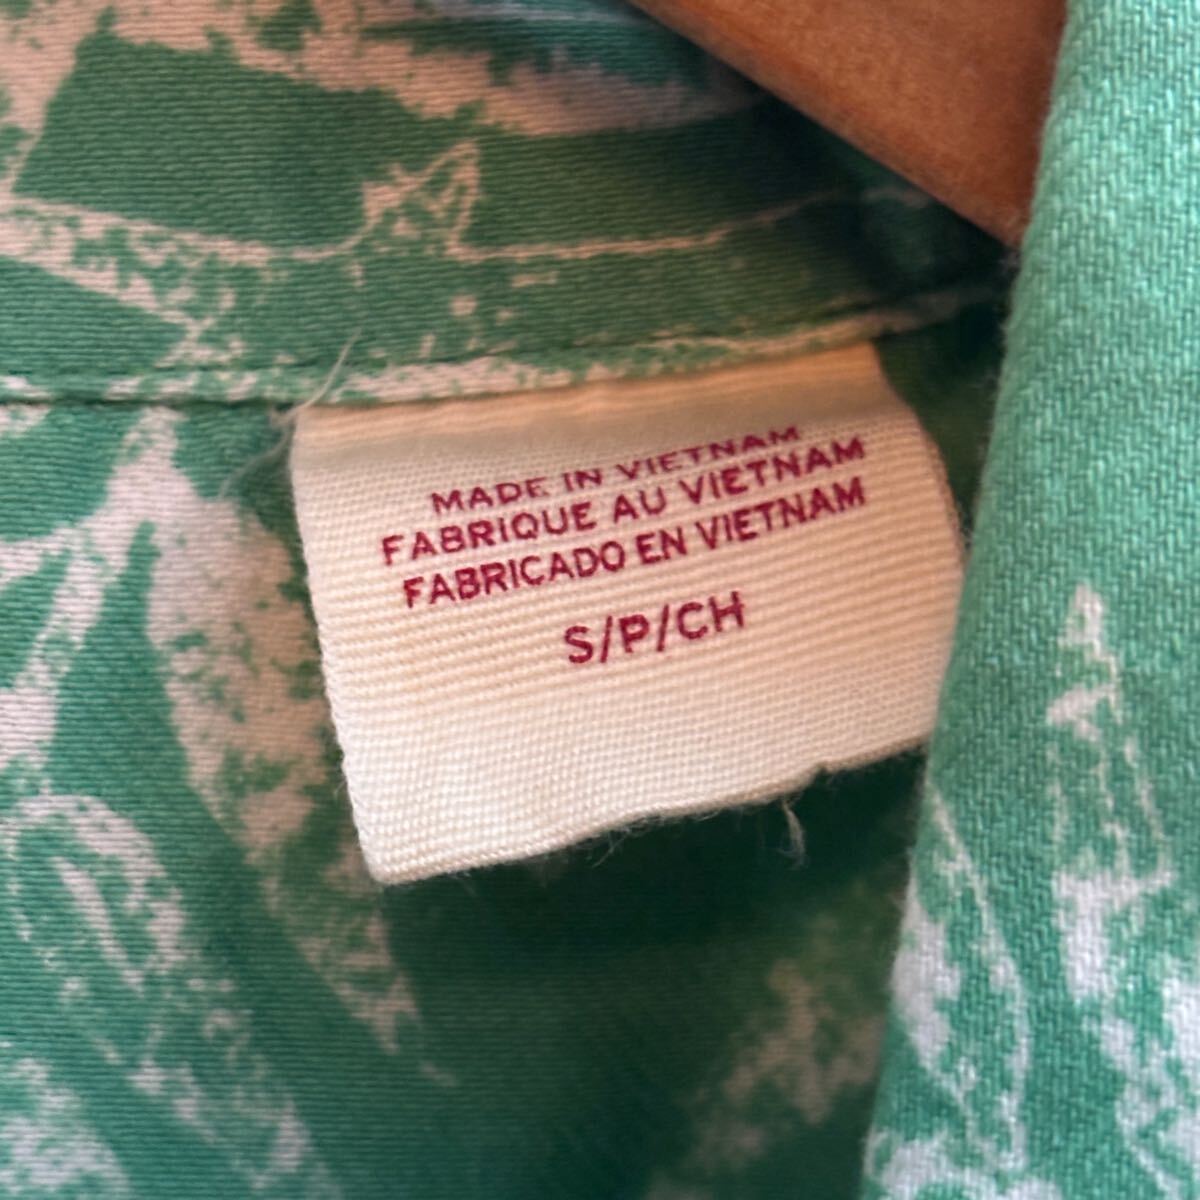 MADE IN VIETNAM
FABRIQUE AU VIETNAM
FABRICADO EN VIETNAM
S/P/CH